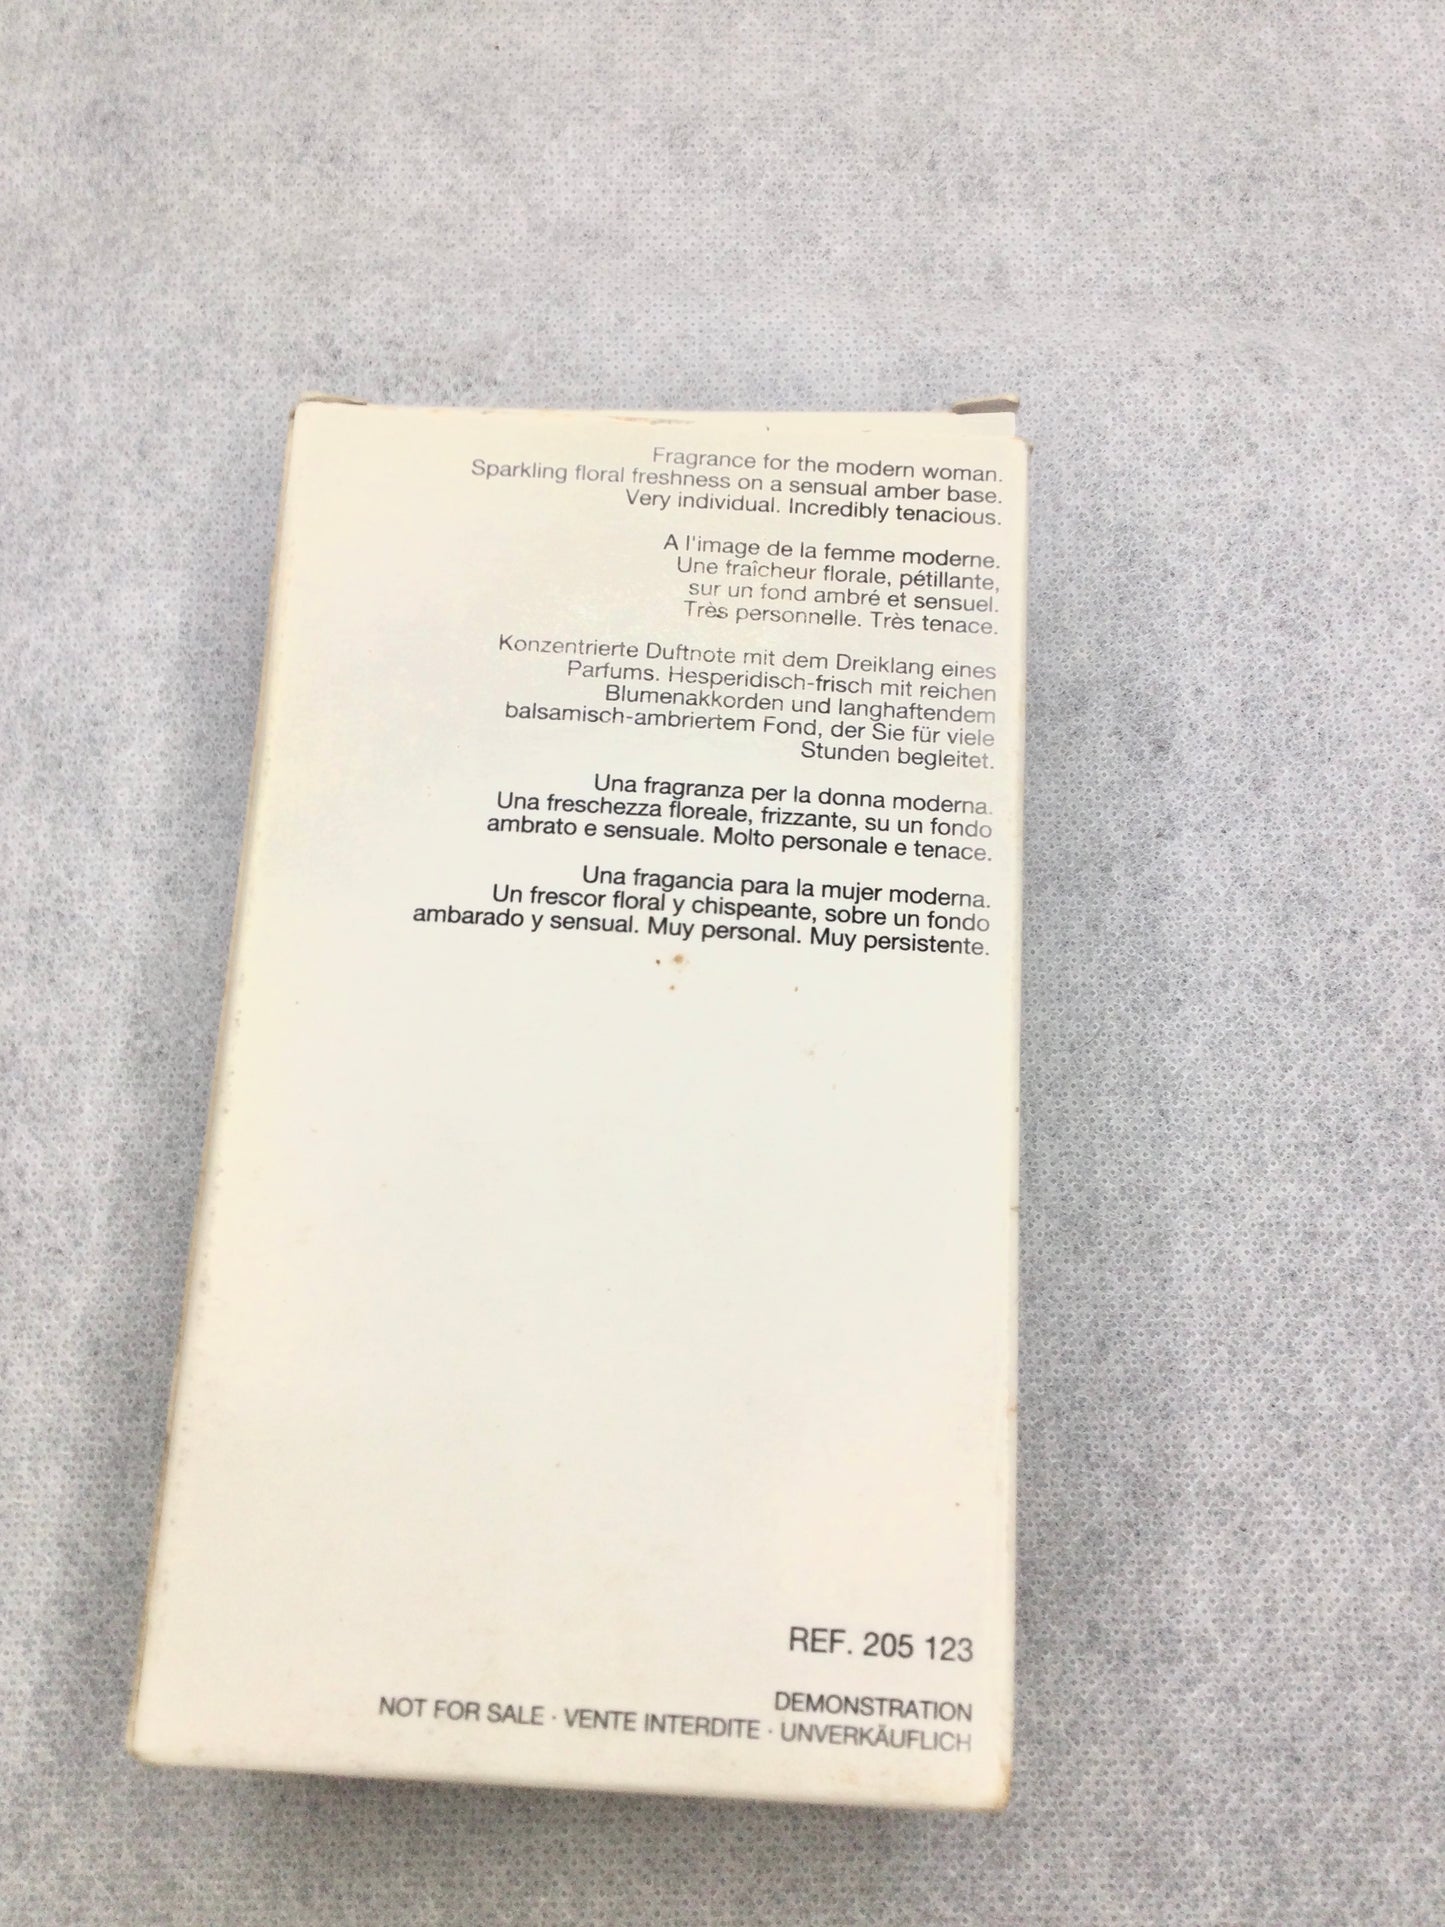 Fragrance for the modern woman.
Sparkling floral freshness on a sensual amber base.
Very individual. Incredibly tenacious.
A l'image de la femme moderne.
Une fraîcheur florale, pétillante,
sur un fond ambré et sensuel.
Très personnelle. Très tenace.
Konzentrierte Duftnote mit dem Dreiklang eines
Parfums. Hesperidisch-frisch mit reichen
Blumenakkorden und langhaftendem
balsamisch-ambriertem Fond, der Sie für viele
Stunden begleitet.
Una fragranza per la donna moderna.
Una freschezza floreale, frizzante, su un fondo
ambrato e sensuale. Molto personale e tenace.
Una fragancia para la mujer moderna.
Un frescor floral y chispeante, sobre un fondo
ambarado y sensual. Muy personal. Muy persistente.
REF. 205 123
DEMONSTRATION
NOT FOR SALE · VENTE INTERDITE · UNVERKÄUFLICH